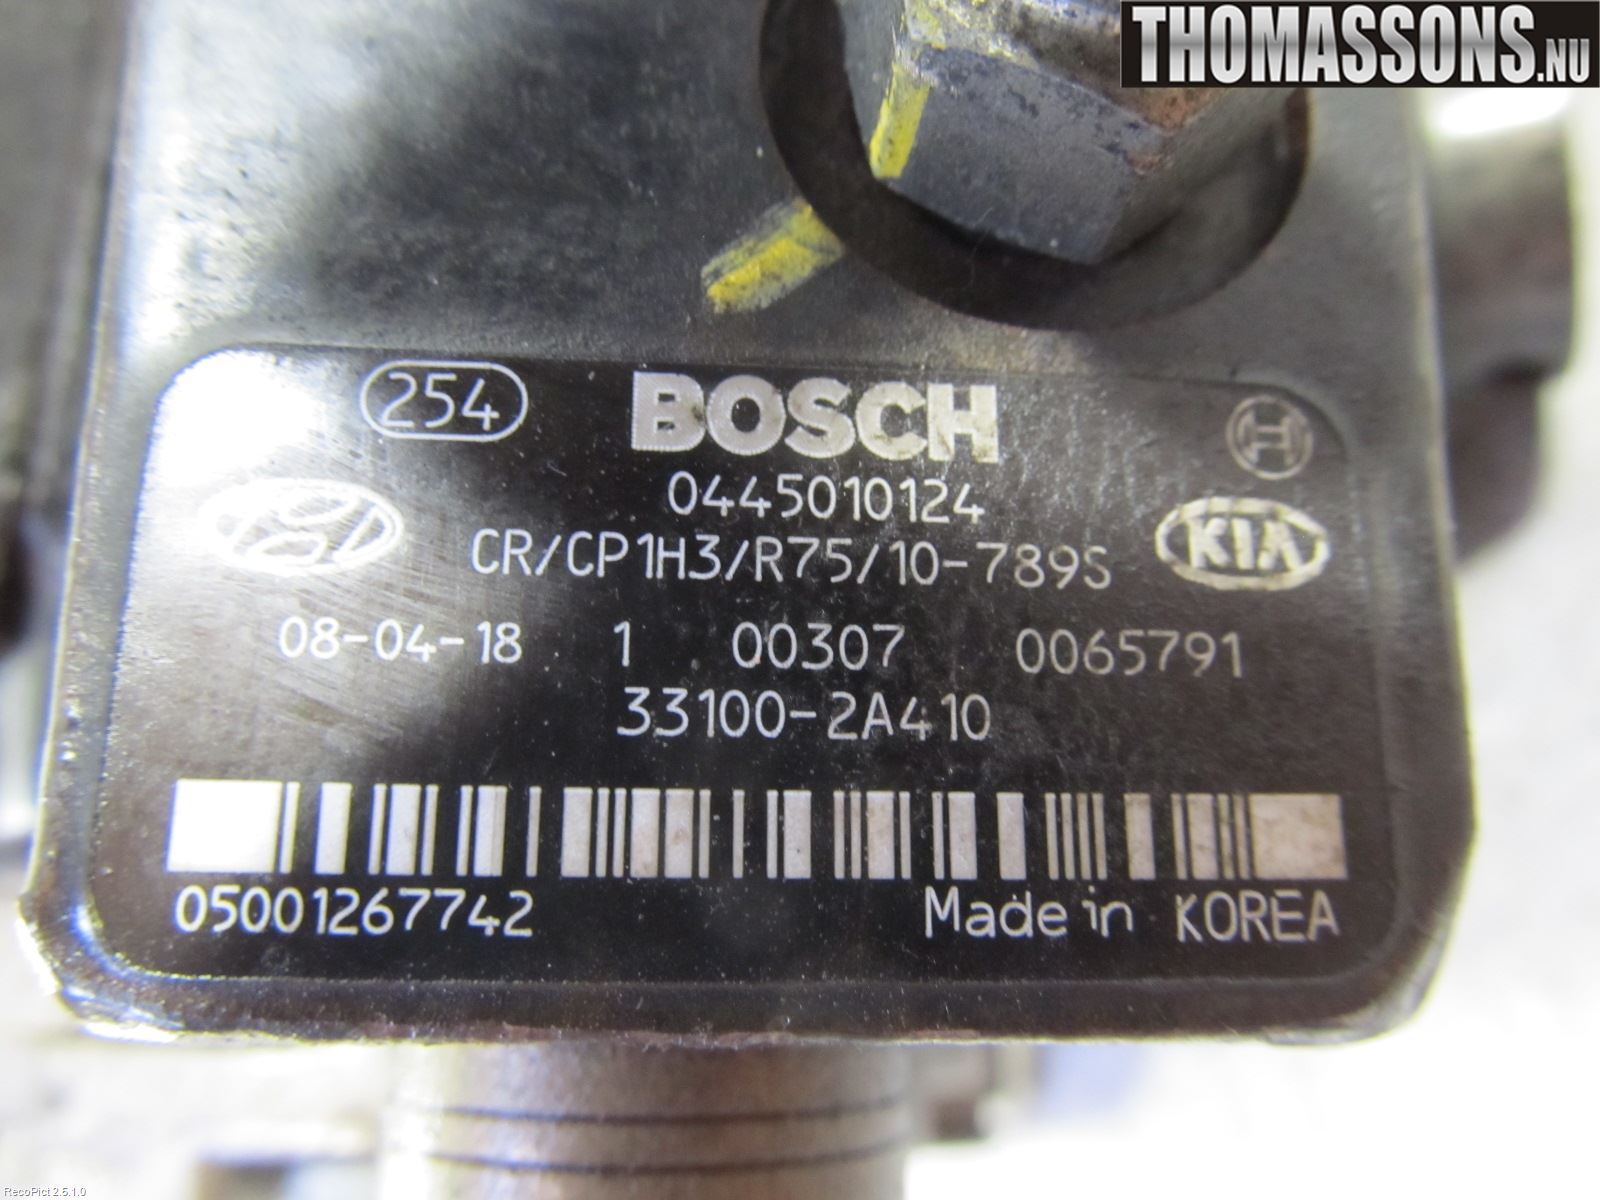 THOMASSONS.NU
254 BOSCH H
0445010124
KIA
CR/CP1H3/R75/10-789S
08-04-18 1 00307 0065791
33100-2A410
05001267742 Made in KOREA
RecoPict 2.5.1.0